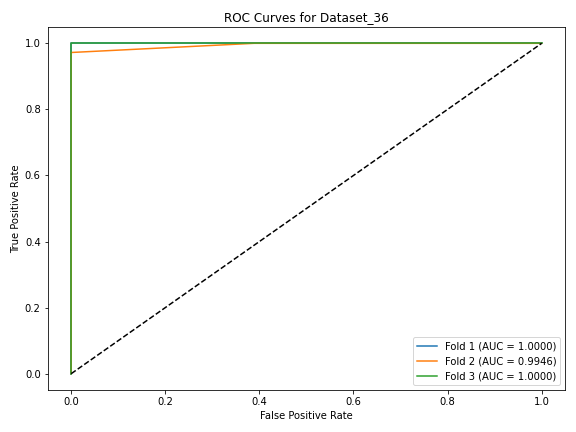 ROC Curves for Dataset_36
True Positive Rate
1.0
0.8
0.6
0.4
0.2
0.0
Fold 1 (AUC = 1.0000)
Fold 2 (AUC = 0.9946)
Fold 3 (AUC = 1.0000)
0.0 0.2 0.4 0.6 0.8 1.0
False Positive Rate